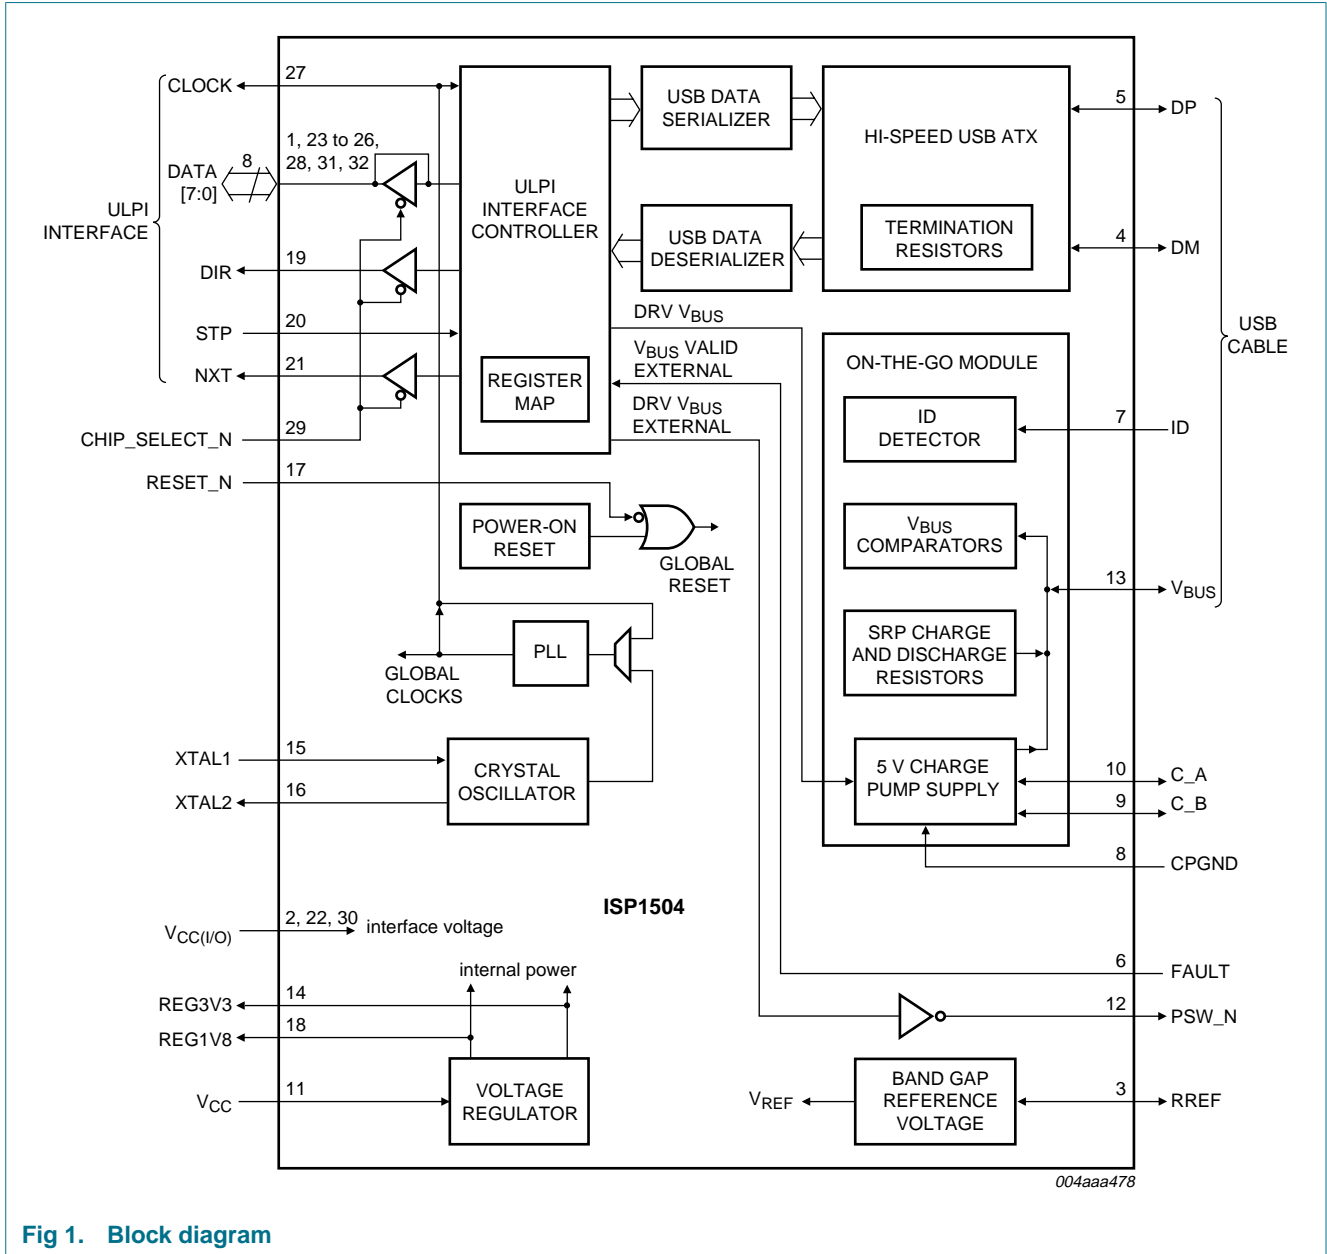 CLOCK
27
1, 23 to 26,
28, 31, 32
DATA
[7:0]
8
ULPI
INTERFACE
DIR
19
STP
20
NXT
21
CHIP_SELECT_N
29
RESET_N
17
ULPI
INTERFACE
CONTROLLER
REGISTER
MAP
USB DATA
SERIALIZER
USB DATA
DESERIALIZER
HI-SPEED USB ATX
TERMINATION
RESISTORS
5
DP
4
DM
USB
CABLE
DRV VBUS
VBUS VALID
EXTERNAL
DRV VBUS
EXTERNAL
ON-THE-GO MODULE
ID
DETECTOR
7
ID
VBUS
COMPARATORS
13
VBUS
SRP CHARGE
AND DISCHARGE
RESISTORS
5 V CHARGE
PUMP SUPPLY
10
C_A
9
C_B
8
CPGND
POWER-ON
RESET
GLOBAL
RESET
PLL
GLOBAL
CLOCKS
XTAL1
15
XTAL2
16
CRYSTAL
OSCILLATOR
ISP1504
VCC(I/O)
2, 22, 30
interface voltage
internal power
REG3V3
14
REG1V8
18
VCC
11
VOLTAGE
REGULATOR
6
FAULT
12
PSW_N
VREF
BAND GAP
REFERENCE
VOLTAGE
3
RREF
004aaa478
Fig 1. Block diagram